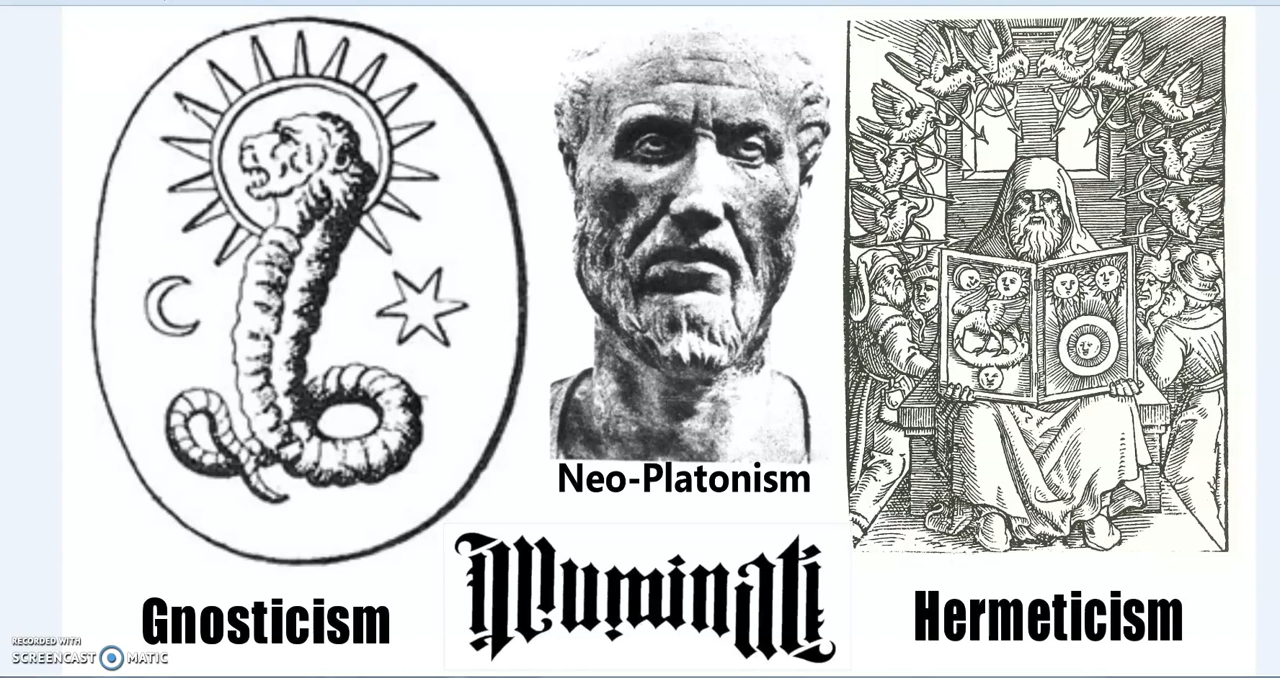 Neo-Platonism
Illuminati
Gnosticism
Hermeticism
RECORDED WITH
SCREENCAST MATIC